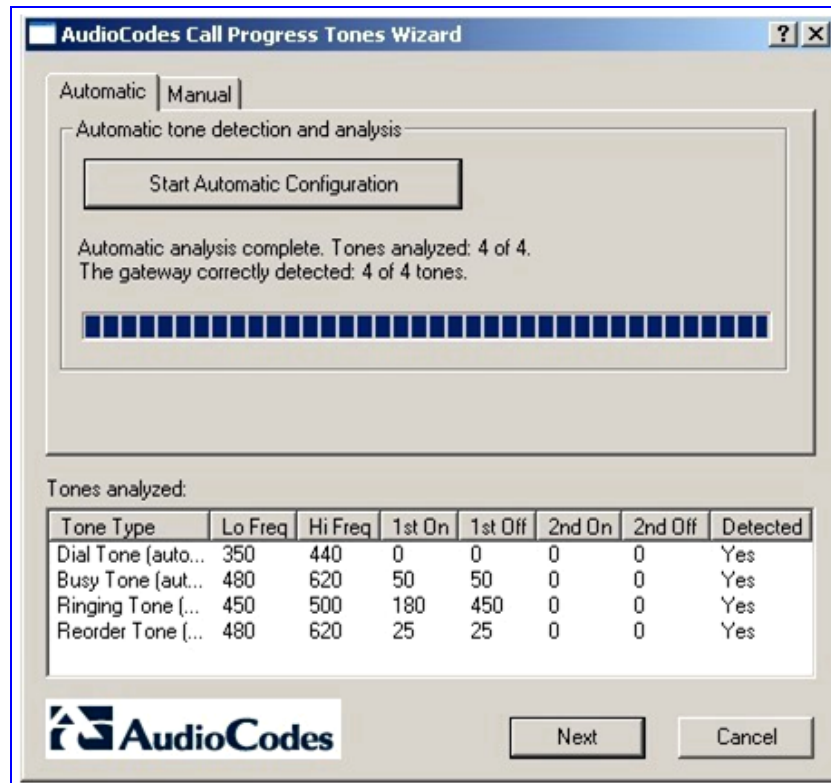 AudioCodes Call Progress Tones Wizard
Automatic Manual
Automatic tone detection and analysis
Start Automatic Configuration
Automatic analysis complete. Tones analyzed: 4 of 4.
The gateway correctly detected: 4 of 4 tones.
Tones analyzed:
Tone Type Lo Freq Hi Freq 1st On 1st Off 2nd On 2nd Off Detected
Dial Tone (auto... 350 440 0 0 0 0 Yes
Busy Tone (aut... 480 620 50 50 0 0 Yes
Ringing Tone (... 450 500 180 450 0 0 Yes
Reorder Tone (... 480 620 25 25 0 0 Yes
AudioCodes
Next Cancel